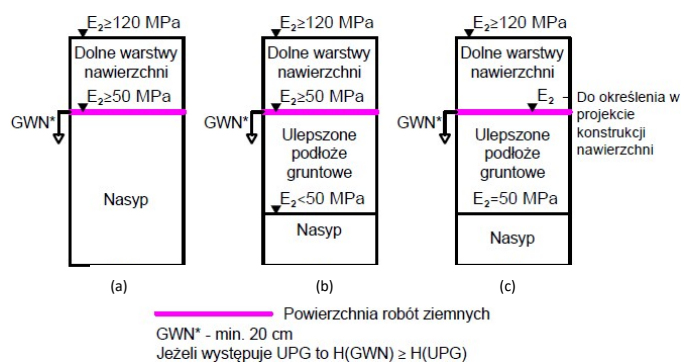 E₂≥120 MPa
Dolne warstwy
nawierzchni
E₂≥50 MPa
GWN*
Nasyp
(a)
E₂≥120 MPa
Dolne warstwy
nawierzchni
E₂≥50 MPa
GWN*
Ulepszone
podłoże
gruntowe
E₂<50 MPa
Nasyp
(b)
E₂≥120 MPa
Dolne warstwy
nawierzchni
E₂ – Do określenia w
projekcie
konstrukcji
nawierzchni
GWN*
Ulepszone
podłoże
gruntowe
E₂=50 MPa
Nasyp
(c)
Powierzchnia robót ziemnych
GWN* - min. 20 cm
Jeżeli występuje UPG to H(GWN) ≥ H(UPG)